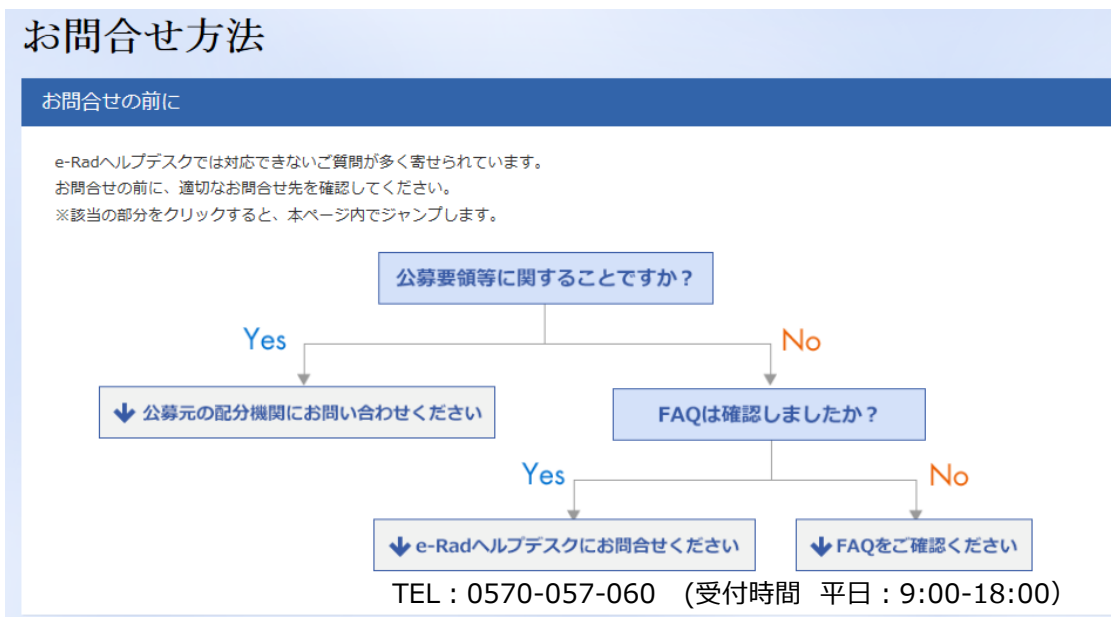 お問合せ方法
お問合せの前に
e-Radヘルプデスクでは対応できないご質問が多く寄せられています。
お問合せの前に、適切なお問合せ先を確認してください。
※該当の部分をクリックすると、本ページ内でジャンプします。
公募要領等に関することですか？
Yes
No
↓ 公募元の配分機関にお問い合わせください
FAQは確認しましたか？
Yes
No
↓ e-Radヘルプデスクにお問合せください
↓ FAQをご確認ください
TEL：0570-057-060 (受付時間 平日：9:00-18:00）